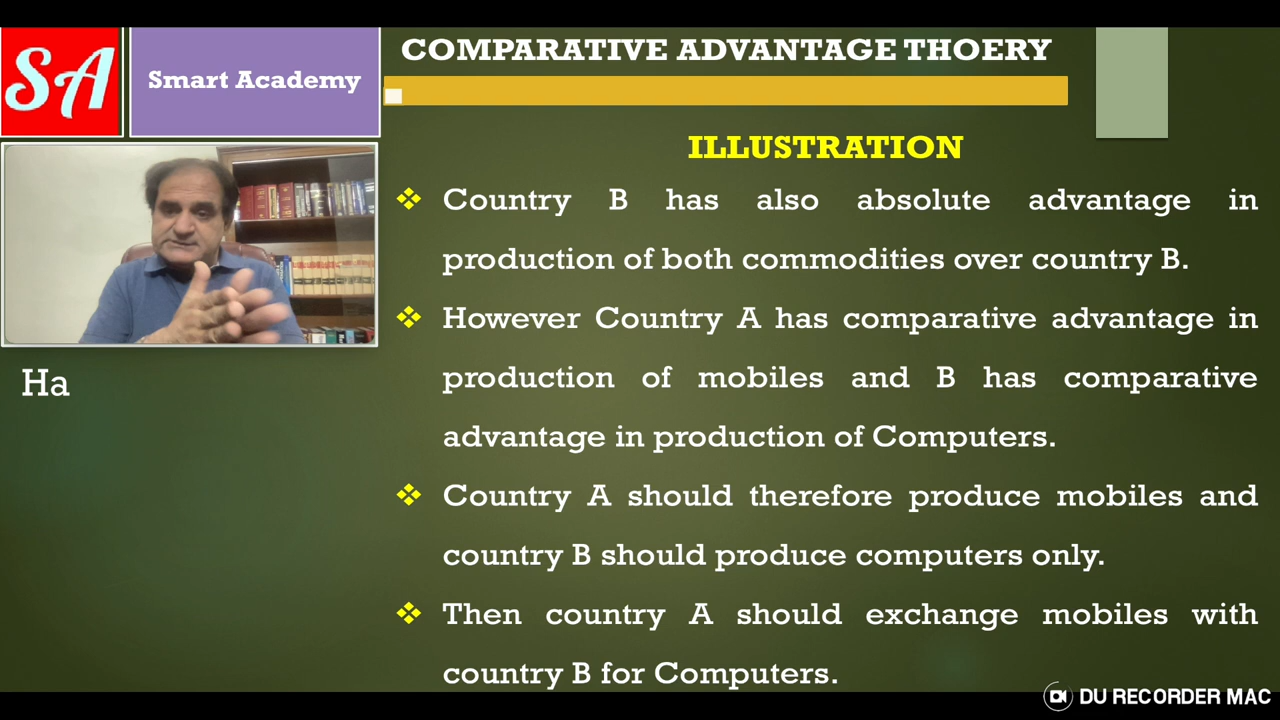 SA
Smart Academy
COMPARATIVE ADVANTAGE THOERY
ILLUSTRATION
Country B has also absolute advantage in
production of both commodities over country B.
However Country A has comparative advantage in
production of mobiles and B has comparative
advantage in production of Computers.
Country A should therefore produce mobiles and
country B should produce computers only.
Then country A should exchange mobiles with
country B for Computers.
Ha
DU RECORDER MAC